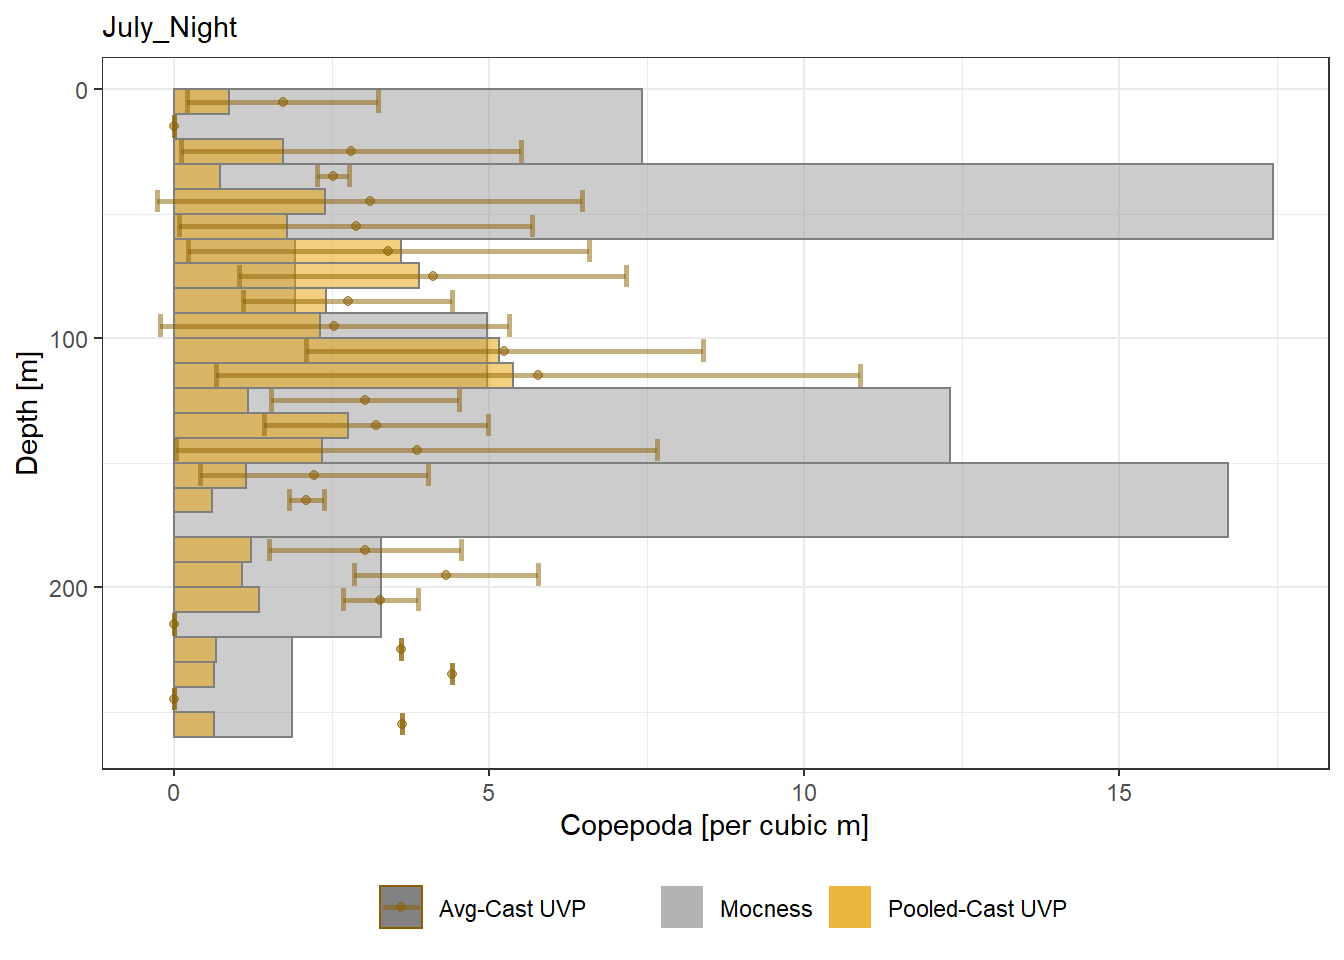 July_Night
0
100
200
Depth [m]
0 5 10 15
Copepoda [per cubic m]
Avg-Cast UVP Mocness Pooled-Cast UVP